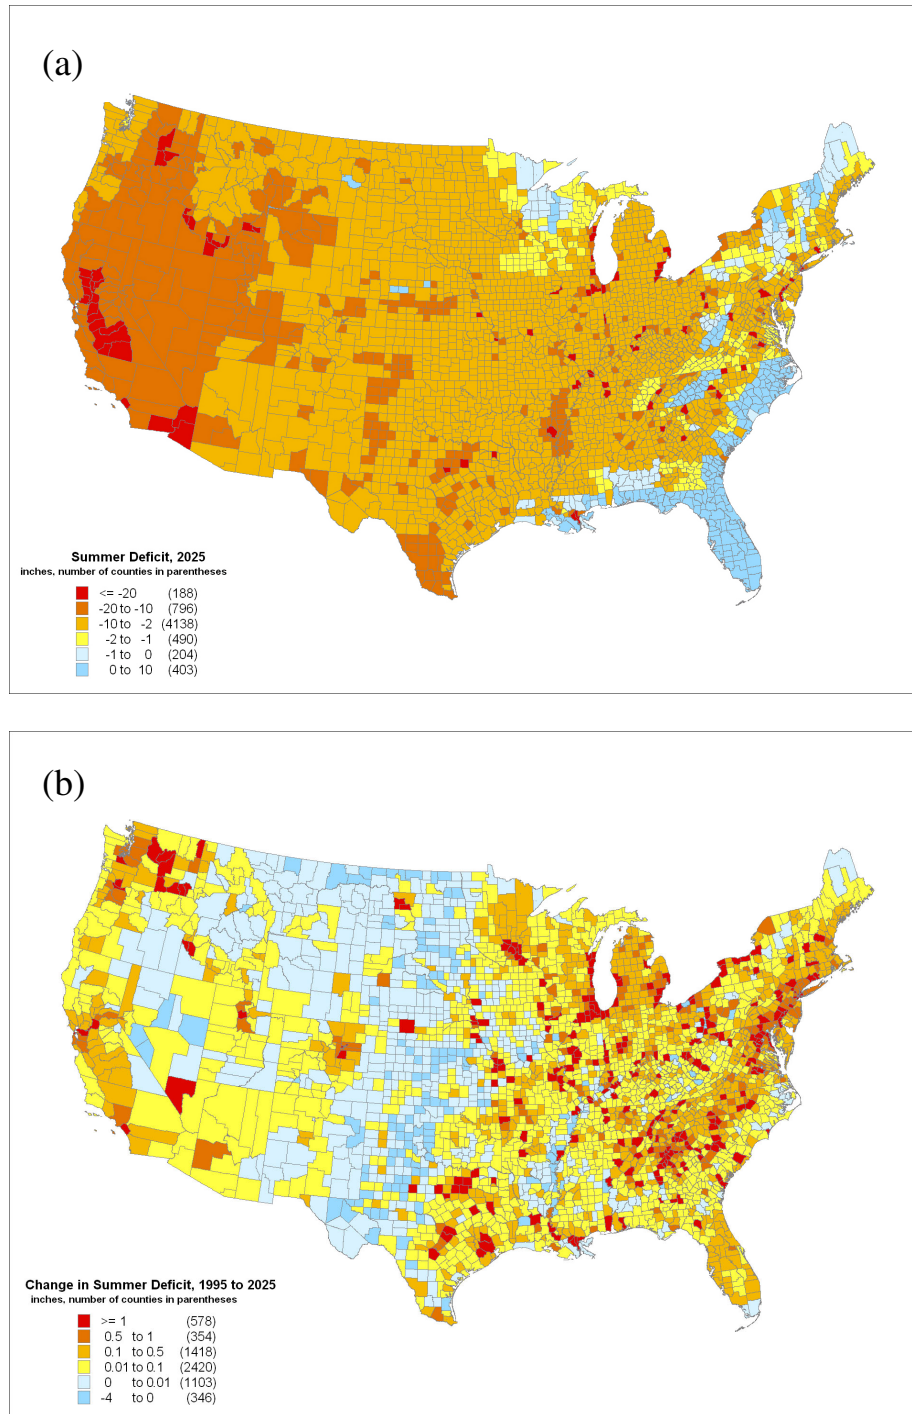 (a)
Summer Deficit, 2025
inches, number of counties in parentheses
<= -20 (188)
-20 to -10 (796)
-10 to -2 (4138)
-2 to -1 (490)
-1 to 0 (204)
0 to 10 (403)
(b)
Change in Summer Deficit, 1995 to 2025
inches, number of counties in parentheses
>= 1 (578)
0.5 to 1 (354)
0.1 to 0.5 (1418)
0.01 to 0.1 (2420)
0 to 0.01 (1103)
-4 to 0 (346)